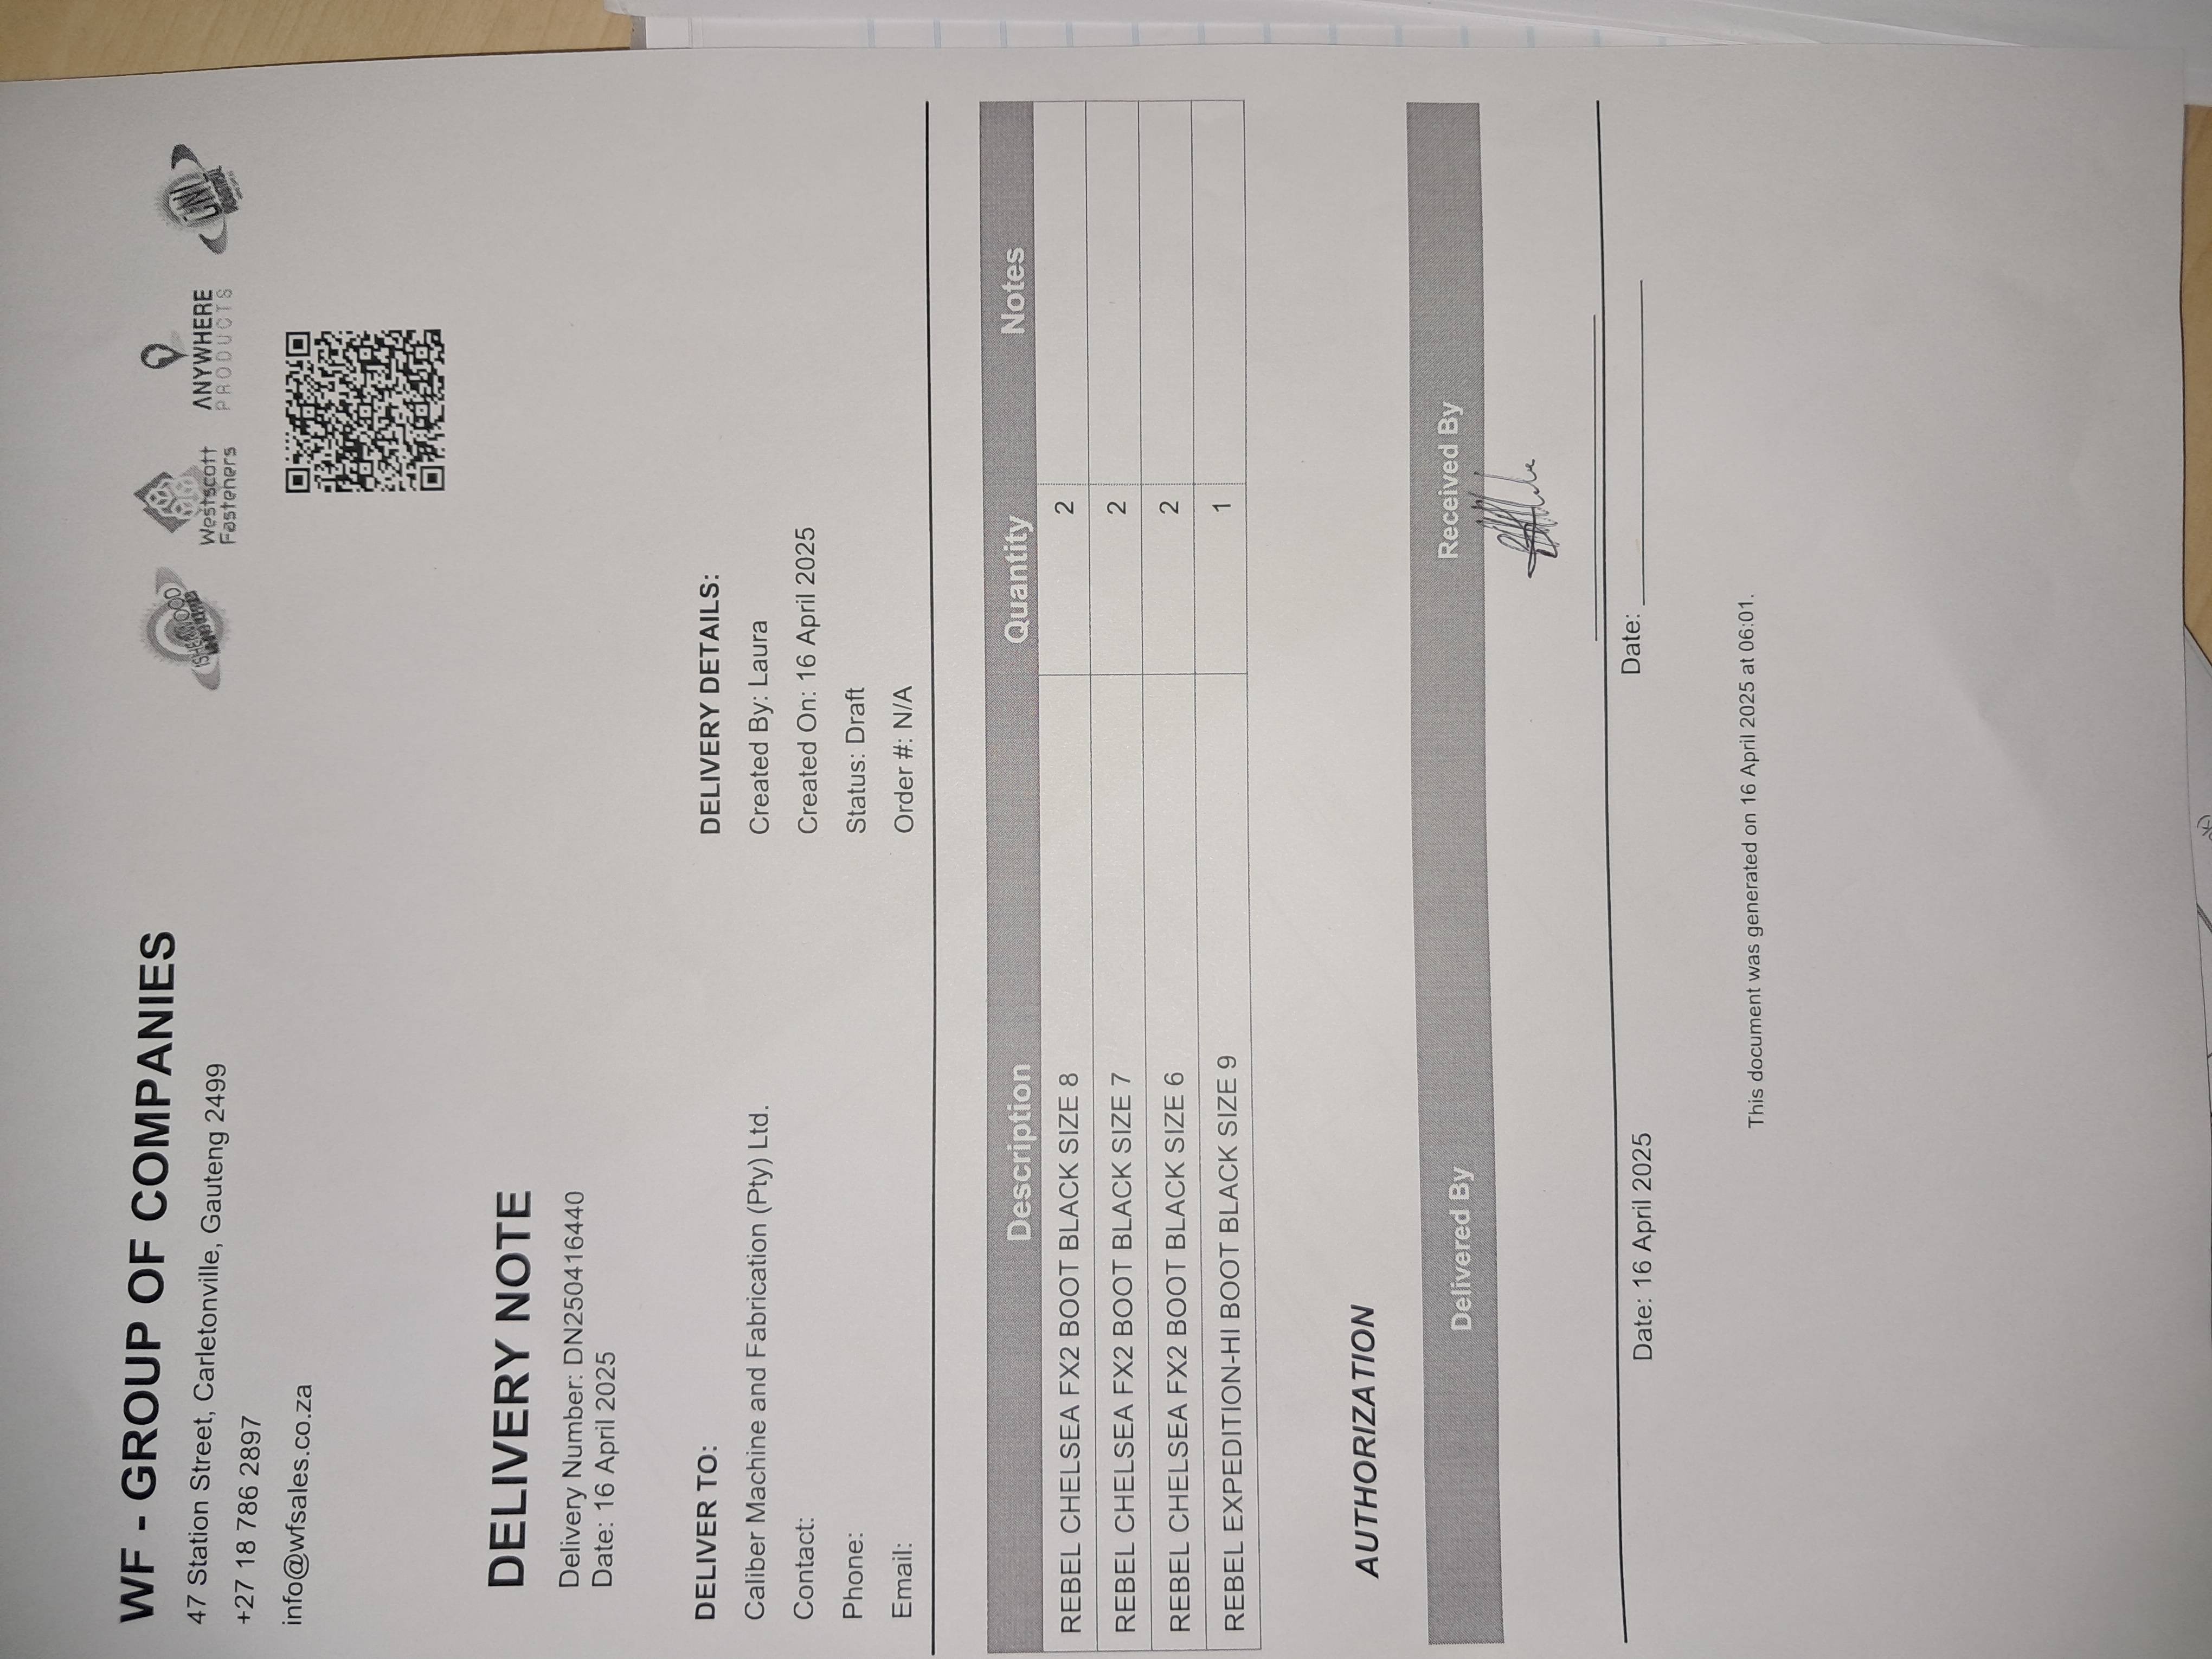 WF - GROUP OF COMPANIES
47 Station Street, Carletonville, Gauteng 2499
+27 18 786 2897
info@wfsales.co.za
ISHERWOOD
Westscott
Fasteners
ANYWHERE
PRODUCTS
CNL
DELIVERY NOTE
Delivery Number: DN250416440
Date: 16 April 2025
DELIVER TO:
Caliber Machine and Fabrication (Pty) Ltd.
Contact:
Phone:
Email:
DELIVERY DETAILS:
Created By: Laura
Created On: 16 April 2025
Status: Draft
Order #: N/A
Description Quantity Notes
REBEL CHELSEA FX2 BOOT BLACK SIZE 8 2
REBEL CHELSEA FX2 BOOT BLACK SIZE 7 2
REBEL CHELSEA FX2 BOOT BLACK SIZE 6 2
REBEL EXPEDITION-HI BOOT BLACK SIZE 9 1
AUTHORIZATION
Delivered By Received By
Date: 16 April 2025 Date:
This document was generated on 16 April 2025 at 06:01.